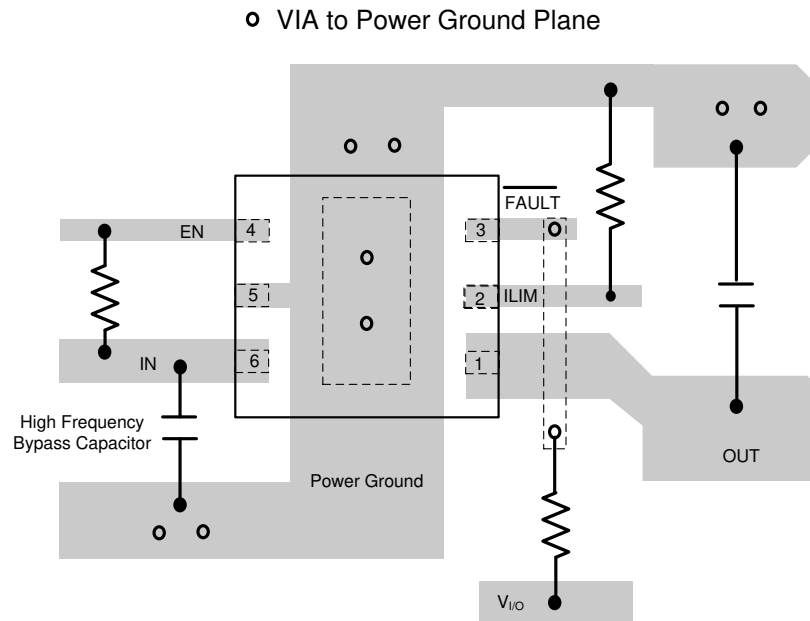 VIA to Power Ground Plane
FAULT
EN 4 3
5 2 ILIM
IN 6 1
High Frequency
Bypass Capacitor
Power Ground
OUT
VI/O